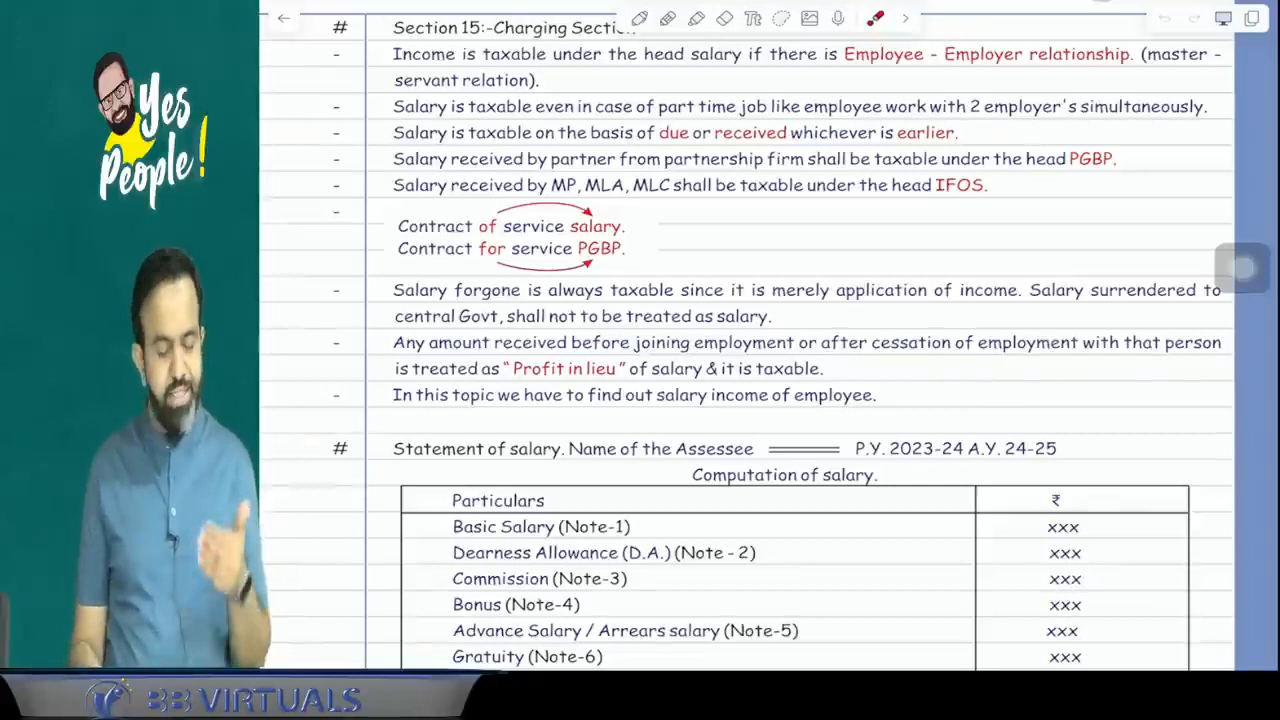 # Section 15:-Charging Section
- Income is taxable under the head salary if there is Employee - Employer relationship. (master -
servant relation).
- Salary is taxable even in case of part time job like employee work with 2 employer's simultaneously.
- Salary is taxable on the basis of due or received whichever is earlier.
- Salary received by partner from partnership firm shall be taxable under the head PGBP.
- Salary received by MP, MLA, MLC shall be taxable under the head IFOS.
-
Contract of service salary.
Contract for service PGBP.
- Salary forgone is always taxable since it is merely application of income. Salary surrendered to
central Govt, shall not to be treated as salary.
- Any amount received before joining employment or after cessation of employment with that person
is treated as “Profit in lieu” of salary & it is taxable.
- In this topic we have to find out salary income of employee.
# Statement of salary. Name of the Assessee ═════ P.Y. 2023-24 A.Y. 24-25
Computation of salary.
Particulars ₹
Basic Salary (Note-1) xxx
Dearness Allowance (D.A.) (Note - 2) xxx
Commission (Note-3) xxx
Bonus (Note-4) xxx
Advance Salary / Arrears salary (Note-5) xxx
Gratuity (Note-6) xxx
Yes
People!
BB VIRTUALS